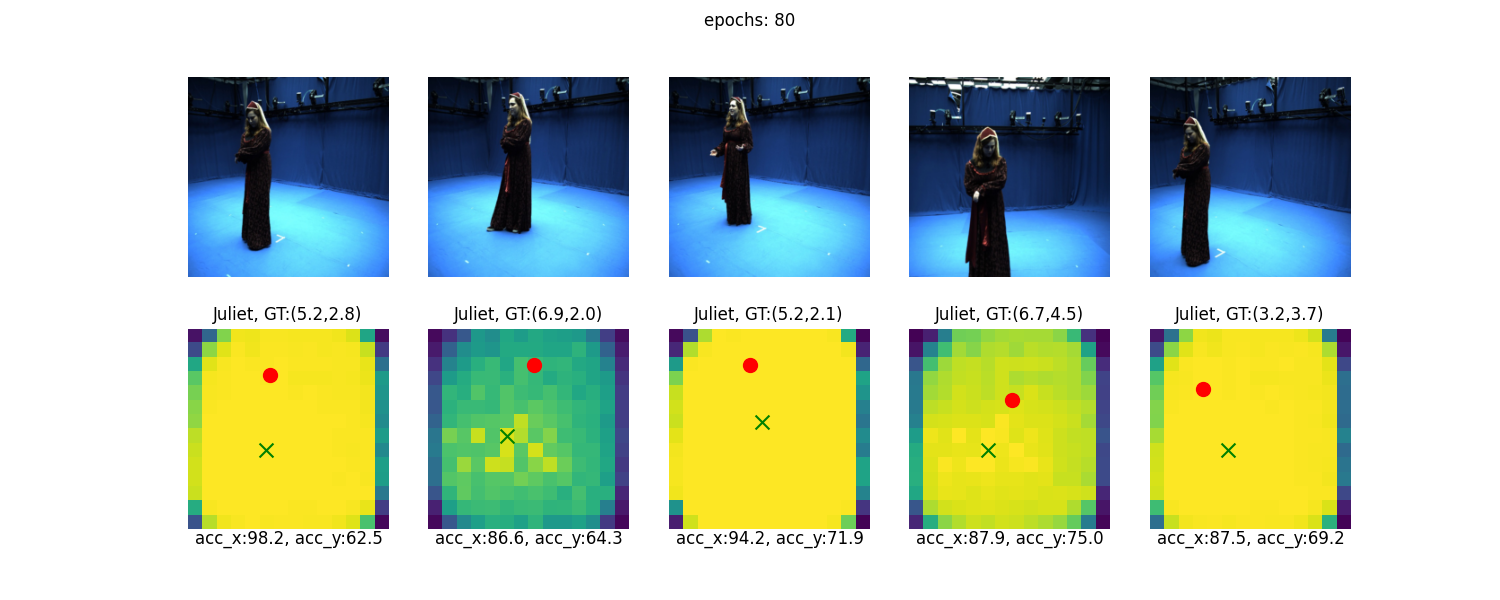 epochs: 80
Juliet, GT:(5.2,2.8)
Juliet, GT:(6.9,2.0)
Juliet, GT:(5.2,2.1)
Juliet, GT:(6.7,4.5)
Juliet, GT:(3.2,3.7)
acc_x:98.2, acc_y:62.5
acc_x:86.6, acc_y:64.3
acc_x:94.2, acc_y:71.9
acc_x:87.9, acc_y:75.0
acc_x:87.5, acc_y:69.2